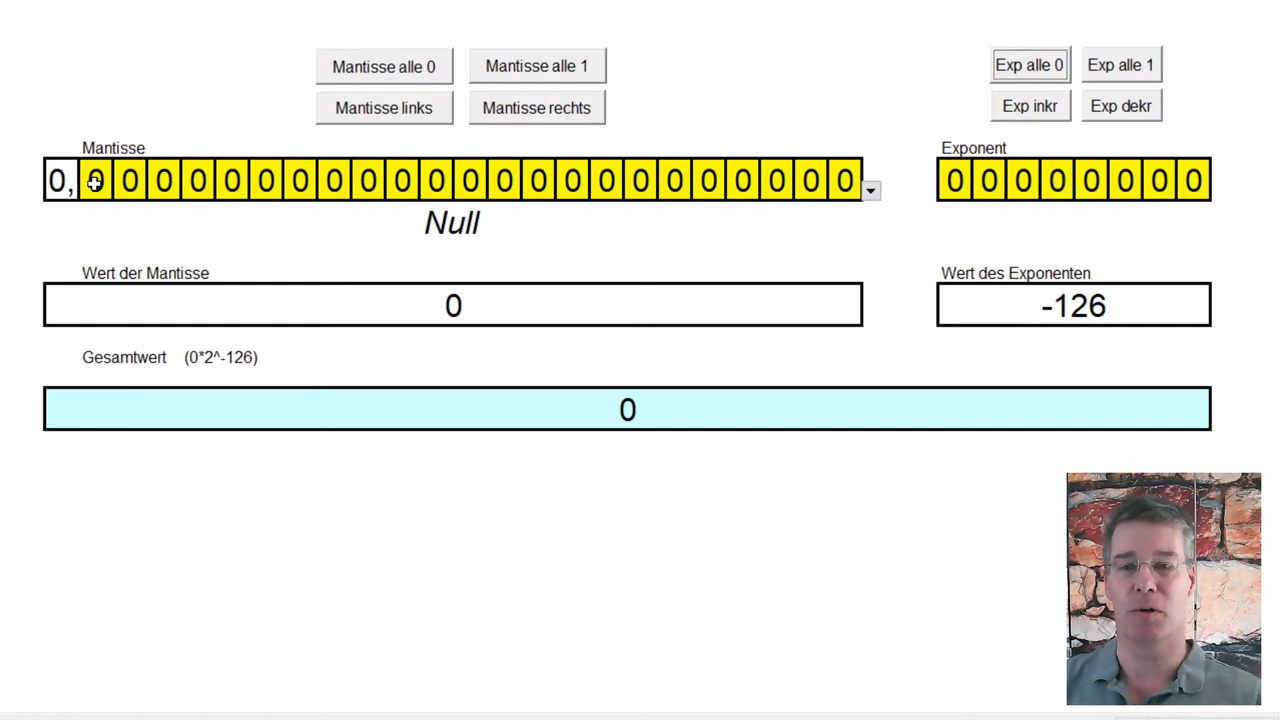 Mantisse alle 0 Mantisse alle 1 Exp alle 0 Exp alle 1
Mantisse links Mantisse rechts Exp inkr Exp dekr
Mantisse Exponent
0, 0 0 0 0 0 0 0 0 0 0 0 0 0 0 0 0 0 0 0 0 0 0 0 0 0 0 0 0 0 0 0
Null
Wert der Mantisse Wert des Exponenten
0 -126
Gesamtwert (0*2^-126)
0